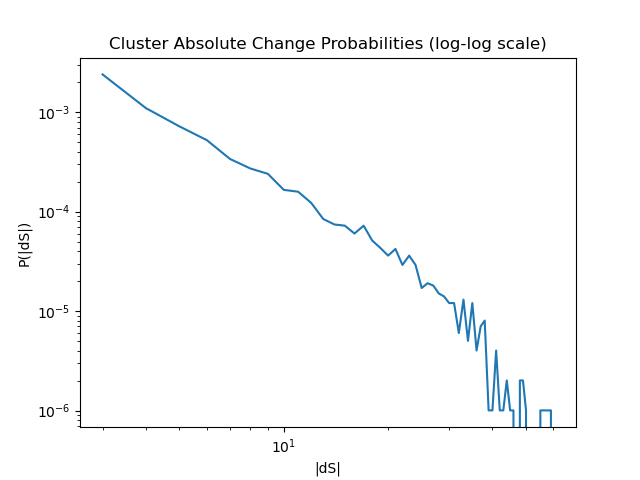 Cluster Absolute Change Probabilities (log-log scale)
10⁻³
10⁻⁴
10⁻⁵
10⁻⁶
P(|dS|)
10¹
|dS|